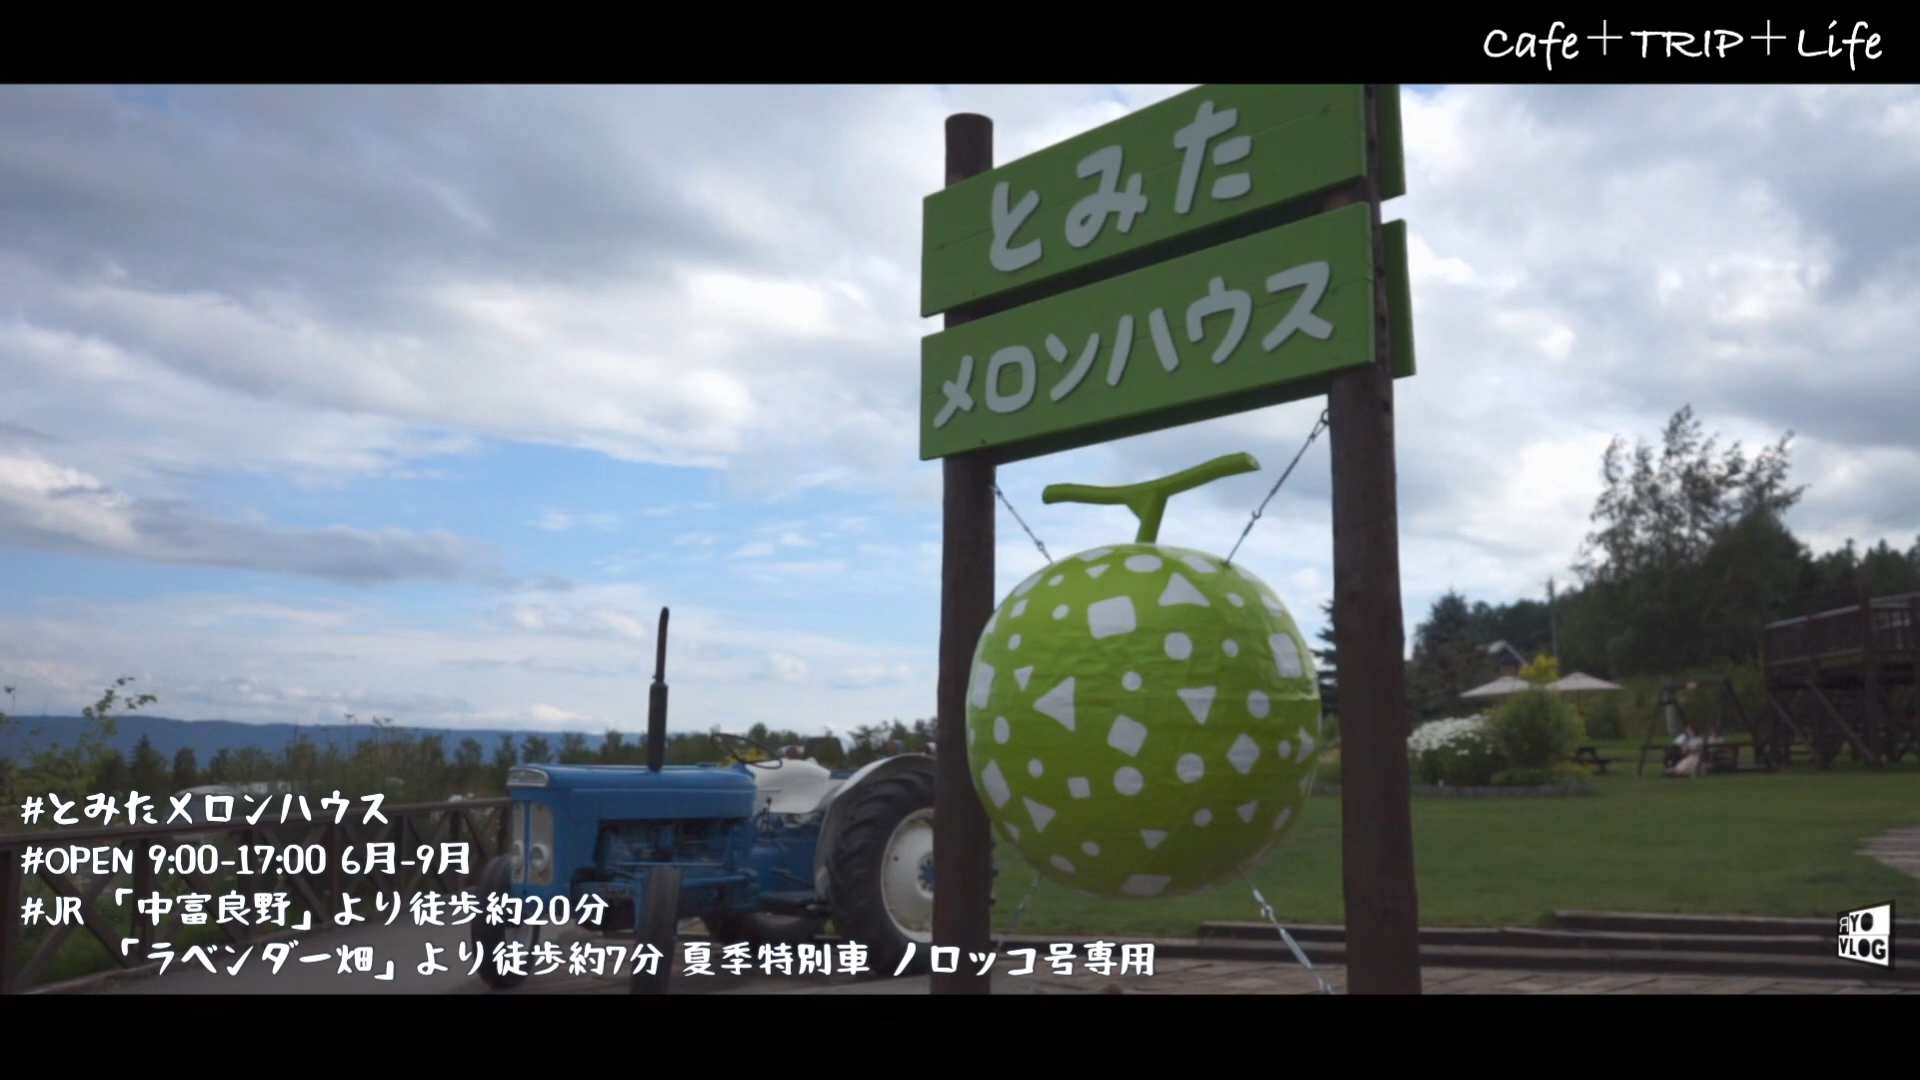 Cafe＋TRIP＋Life
とみた
メロンハウス
#とみたメロンハウス
#OPEN 9:00-17:00 6月-9月
#JR 「中富良野」より徒歩約20分
「ラベンダー畑」より徒歩約7分 夏季特別車 ノロッコ号専用
RYO
VLOG